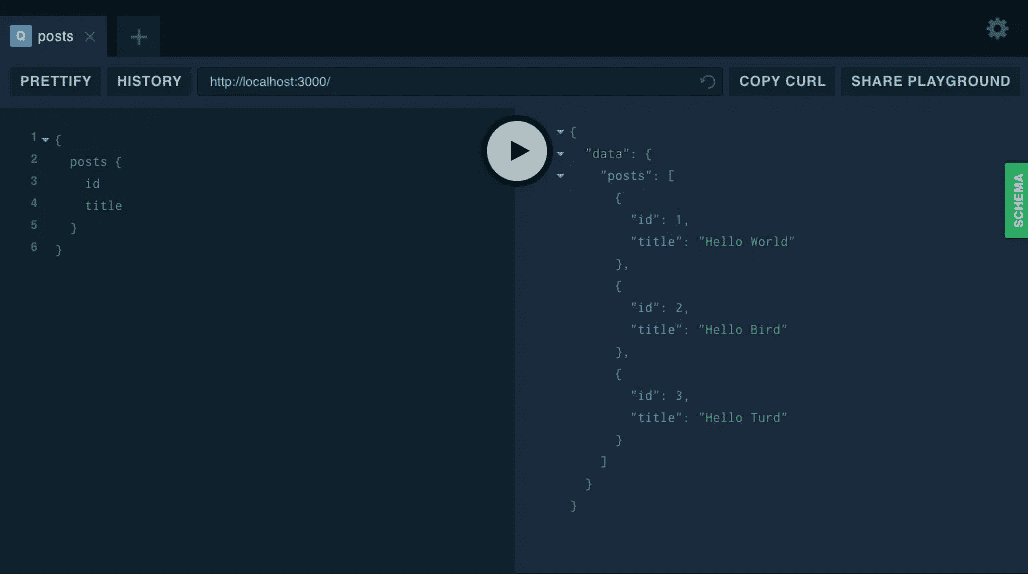 Q posts
PRETTIFY HISTORY http://localhost:3000/ COPY CURL SHARE PLAYGROUND
1 {
2 posts {
3 id
4 title
5 }
6 }
{
"data": {
"posts": [
{
"id": 1,
"title": "Hello World"
},
{
"id": 2,
"title": "Hello Bird"
},
{
"id": 3,
"title": "Hello Turd"
}
]
}
}
SCHEMA